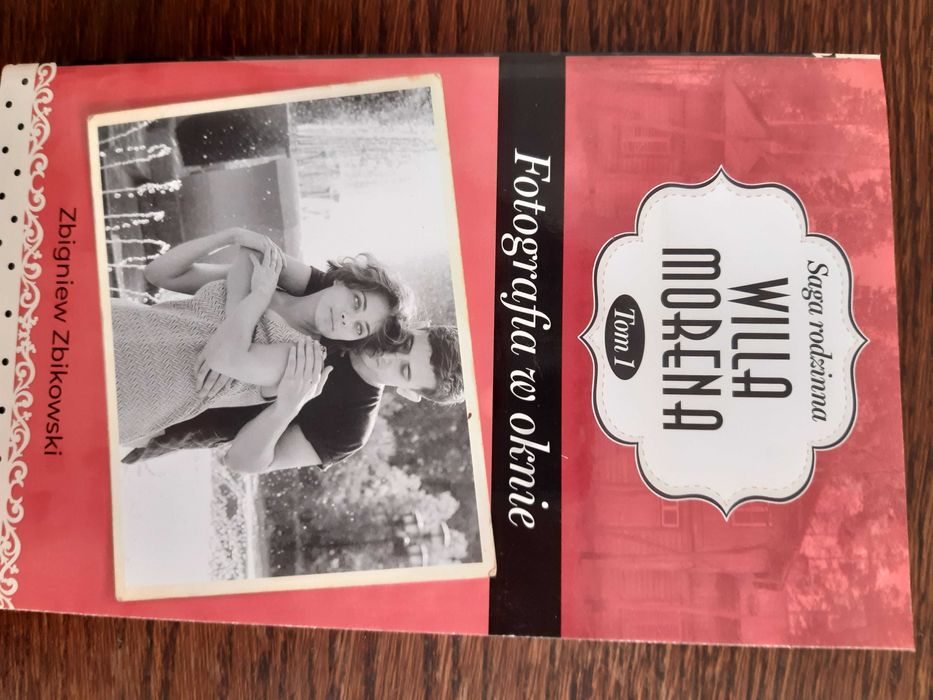 Saga rodzinna
WILLA
MORENA
Tom I
Fotografia w oknie
Zbigniew Zbikowski